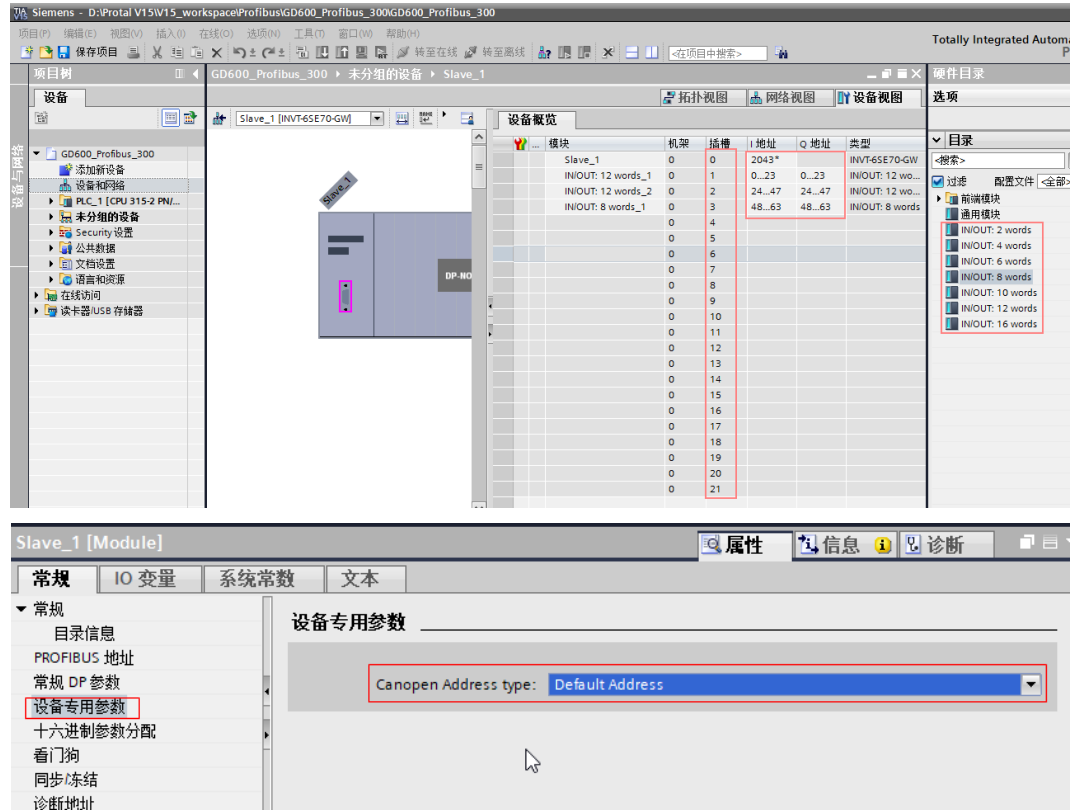 Siemens - D:\Protal V15\V15_workspace\Profibus\GD600_Profibus_300\GD600_Profibus_300
项目(P) 编辑(E) 视图(V) 插入(I) 在线(O) 选项(N) 工具(T) 窗口(W) 帮助(H)
Totally Integrated Autom
保存项目 转至在线 转至离线 <在项目中搜索>
P
项目树
GD600_Profibus_300 ▸ 未分组的设备 ▸ Slave_1
硬件目录
设备
拓扑视图 网络视图 设备视图
选项
Slave_1 [INVT-6SE70-GW]
设备概览
... 模块 机架 插槽 I 地址 Q 地址 类型
Slave_1 0 0 2043* INVT-6SE70-GW
IN/OUT: 12 words_1 0 1 0...23 0...23 IN/OUT: 12 wo...
IN/OUT: 12 words_2 0 2 24...47 24...47 IN/OUT: 12 wo...
IN/OUT: 8 words_1 0 3 48...63 48...63 IN/OUT: 8 words
0 4
0 5
0 6
0 7
0 8
0 9
0 10
0 11
0 12
0 13
0 14
0 15
0 16
0 17
0 18
0 19
0 20
0 21
设备与网络
GD600_Profibus_300
添加新设备
设备和网络
PLC_1 [CPU 315-2 PN/...
未分组的设备
Security 设置
公共数据
文档设置
语言和资源
在线访问
读卡器/USB 存储器
Slave_1
DP-NO
目录
<搜索>
过滤 配置文件 <全部>
前端模块
通用模块
IN/OUT: 2 words
IN/OUT: 4 words
IN/OUT: 6 words
IN/OUT: 8 words
IN/OUT: 10 words
IN/OUT: 12 words
IN/OUT: 16 words
Slave_1 [Module]
属性 信息 诊断
常规 IO 变量 系统常数 文本
常规
目录信息
PROFIBUS 地址
常规 DP 参数
设备专用参数
十六进制参数分配
看门狗
同步/冻结
诊断地址
设备专用参数
Canopen Address type: Default Address